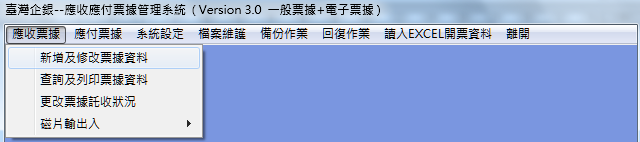 臺灣企銀--應收應付票據管理系統（Version 3.0 一般票據+電子票據）
應收票據 應付票據 系統設定 檔案維護 備份作業 回復作業 讀入EXCEL開票資料 離開
新增及修改票據資料
查詢及列印票據資料
更改票據託收狀況
磁片輸出入